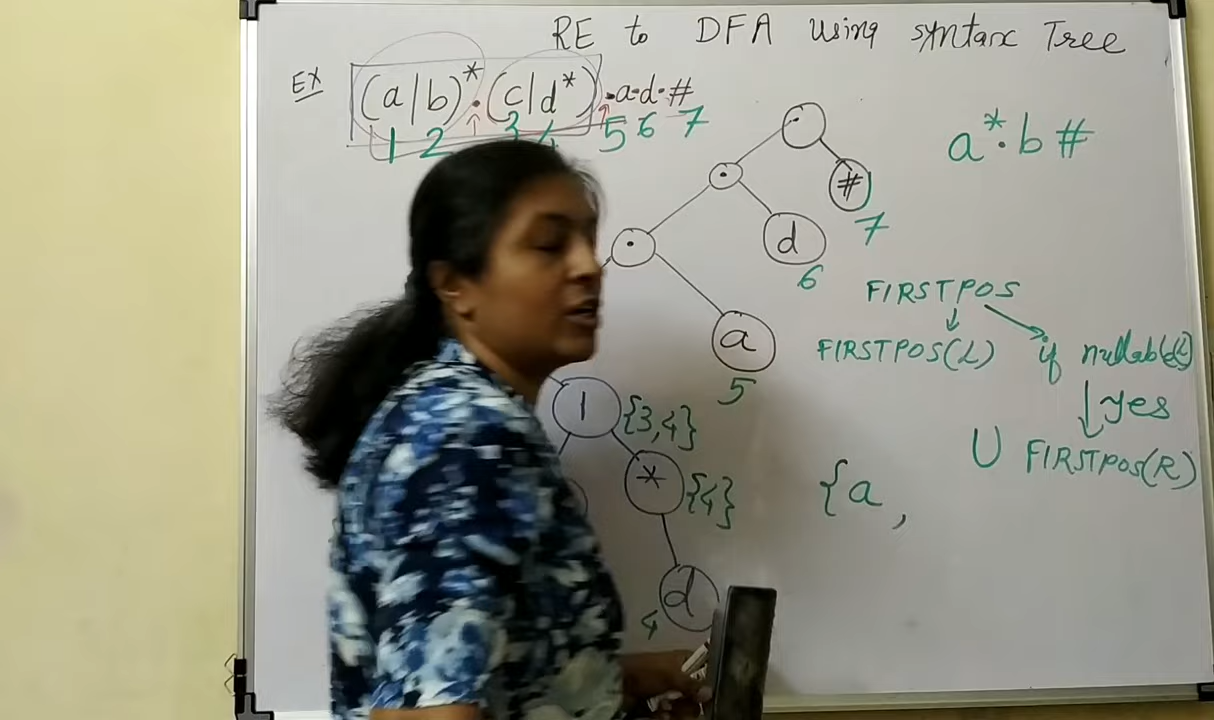 RE to DFA using syntax Tree
Ex (a|b)*.(c|d*).a.d.#
1 2 3 4 5 6 7
a*.b#
.
.
#
7
.
d
6
a
5
FIRSTPOS
FIRSTPOS(L) if nullable(L)
yes
U FIRSTPOS(R)
| {3,4}
* {4}
{a,
d
4